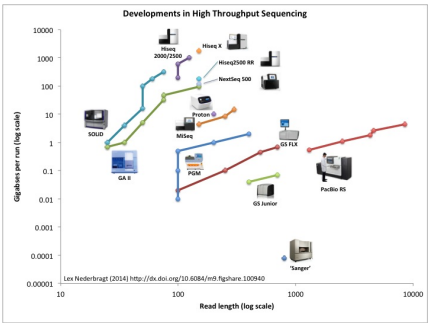 Developments in High Throughput Sequencing
Gigabases per run (log scale)
10000
1000
100
10
1
0.1
0.01
0.001
0.0001
0.00001
Hiseq
2000/2500
Hiseq X
Hiseq2500 RR
NextSeq 500
Proton
MiSeq
SOLiD
GA II
PGM
GS FLX
GS Junior
PacBio RS
'Sanger'
Lex Nederbragt (2014) http://dx.doi.org/10.6084/m9.figshare.100940
10
100
1000
10000
Read length (log scale)